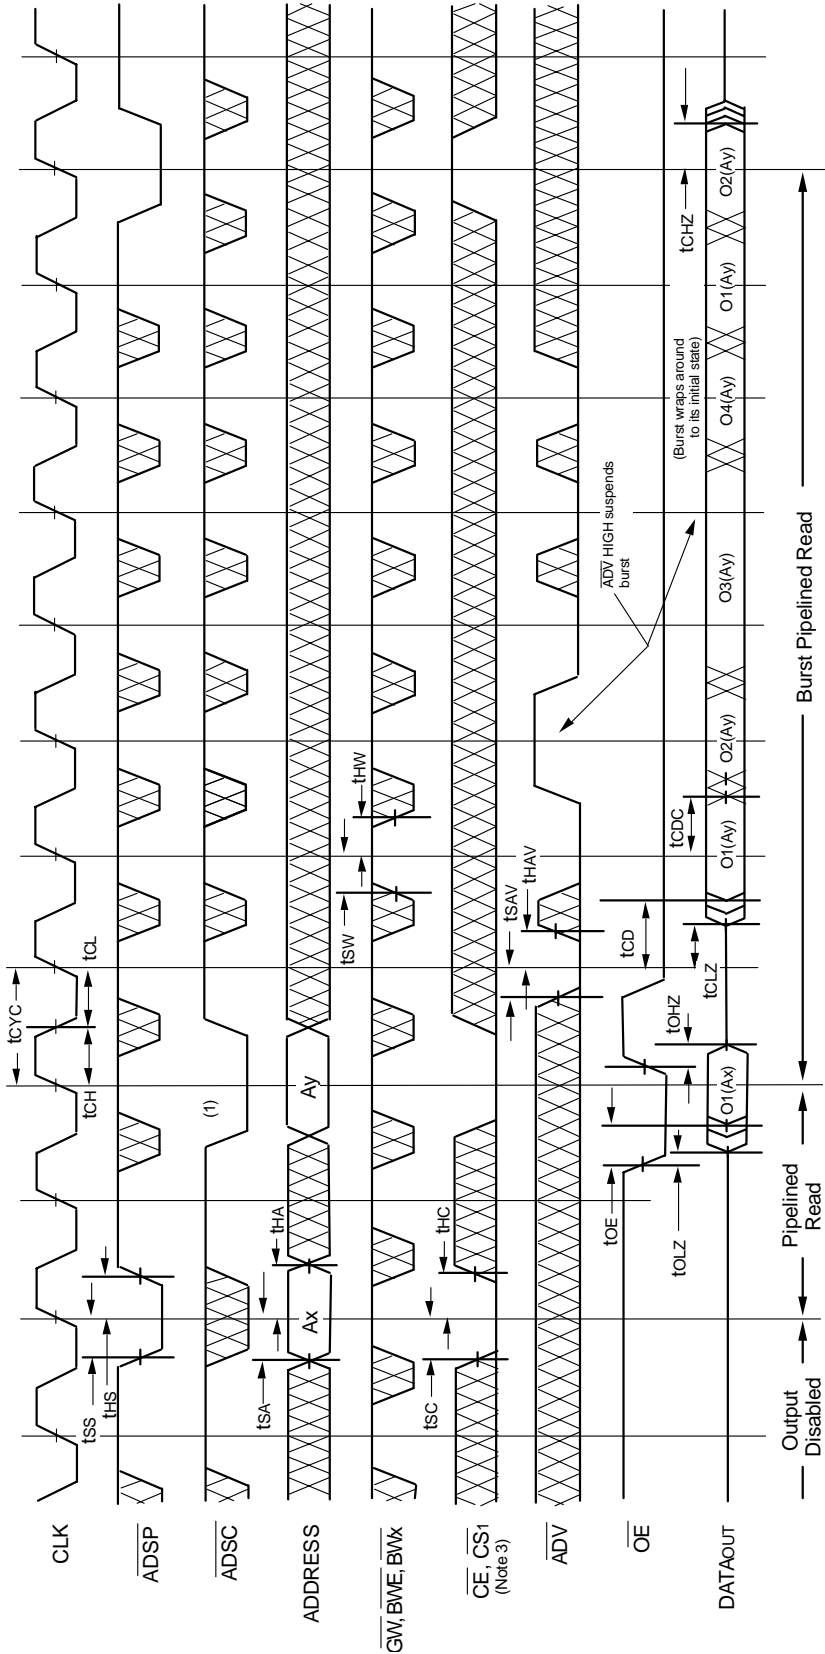 CLK
tCYC
tCH
tCL
ADSP
tSS
tHS
ADSC
(1)
ADDRESS
Ax
Ay
tSA
tHA
GW, BWE, BWx
tSW
tHW
CE, CS1
(Note 3)
tSC
tHC
ADV
tSAV
tHAV
ADV HIGH suspends
burst
OE
tOE
tOHZ
tOLZ
tCD
tCLZ
tCDC
tCHZ
(Burst wraps around
to its initial state)
DATAOUT
O1(Ax)
O1(Ay)
O2(Ay)
O3(Ay)
O4(Ay)
O1(Ay)
O2(Ay)
Output
Disabled
Pipelined
Read
Burst Pipelined Read